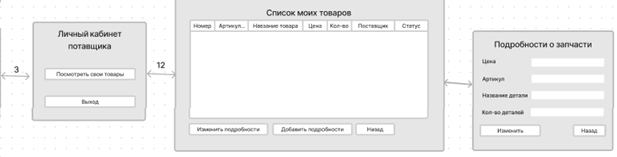 3
Личный кабинет
потавщика
Посмотреть свои товары
Выход
12
Список моих товаров
Номер Артикул... Название товара Цена Кол-во Поставщик Статус
Изменить подробности Добавить подробности Назад
Подробности о запчасти
Цена
Артикул
Название детали
Кол-во деталей
Изменить Назад